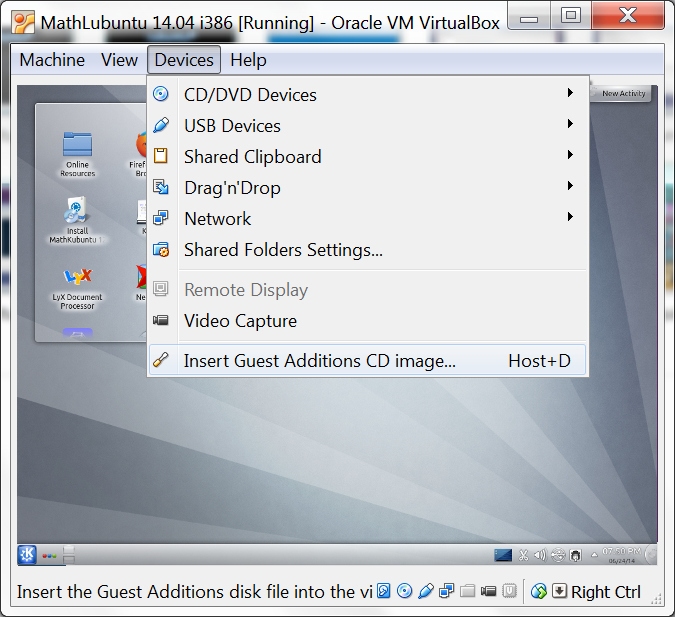 MathLubuntu 14.04 i386 [Running] - Oracle VM VirtualBox
Machine View Devices Help
CD/DVD Devices
USB Devices
Shared Clipboard
Drag'n'Drop
Network
Shared Folders Settings...
Remote Display
Video Capture
Insert Guest Additions CD image... Host+D
New Activity
Online
Resources
Firef
Bro
Install
MathKubuntu 1
K
LyX
LyX Document
Processor
Ne
07:50 PM
06/24/14
Insert the Guest Additions disk file into the vi
Right Ctrl